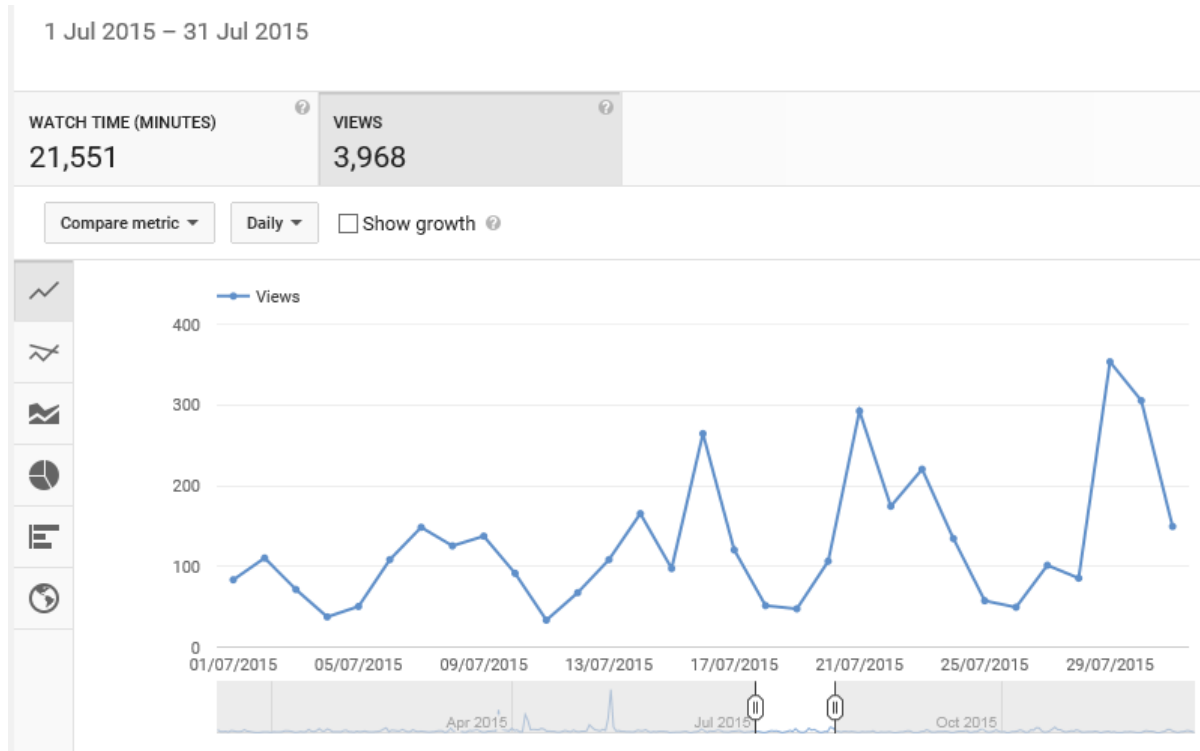 1 Jul 2015 – 31 Jul 2015
WATCH TIME (MINUTES) ?
21,551
VIEWS ?
3,968
Compare metric
Daily
Show growth ?
Views
400
300
200
100
0
01/07/2015 05/07/2015 09/07/2015 13/07/2015 17/07/2015 21/07/2015 25/07/2015 29/07/2015
Apr 2015 Jul 2015 Oct 2015